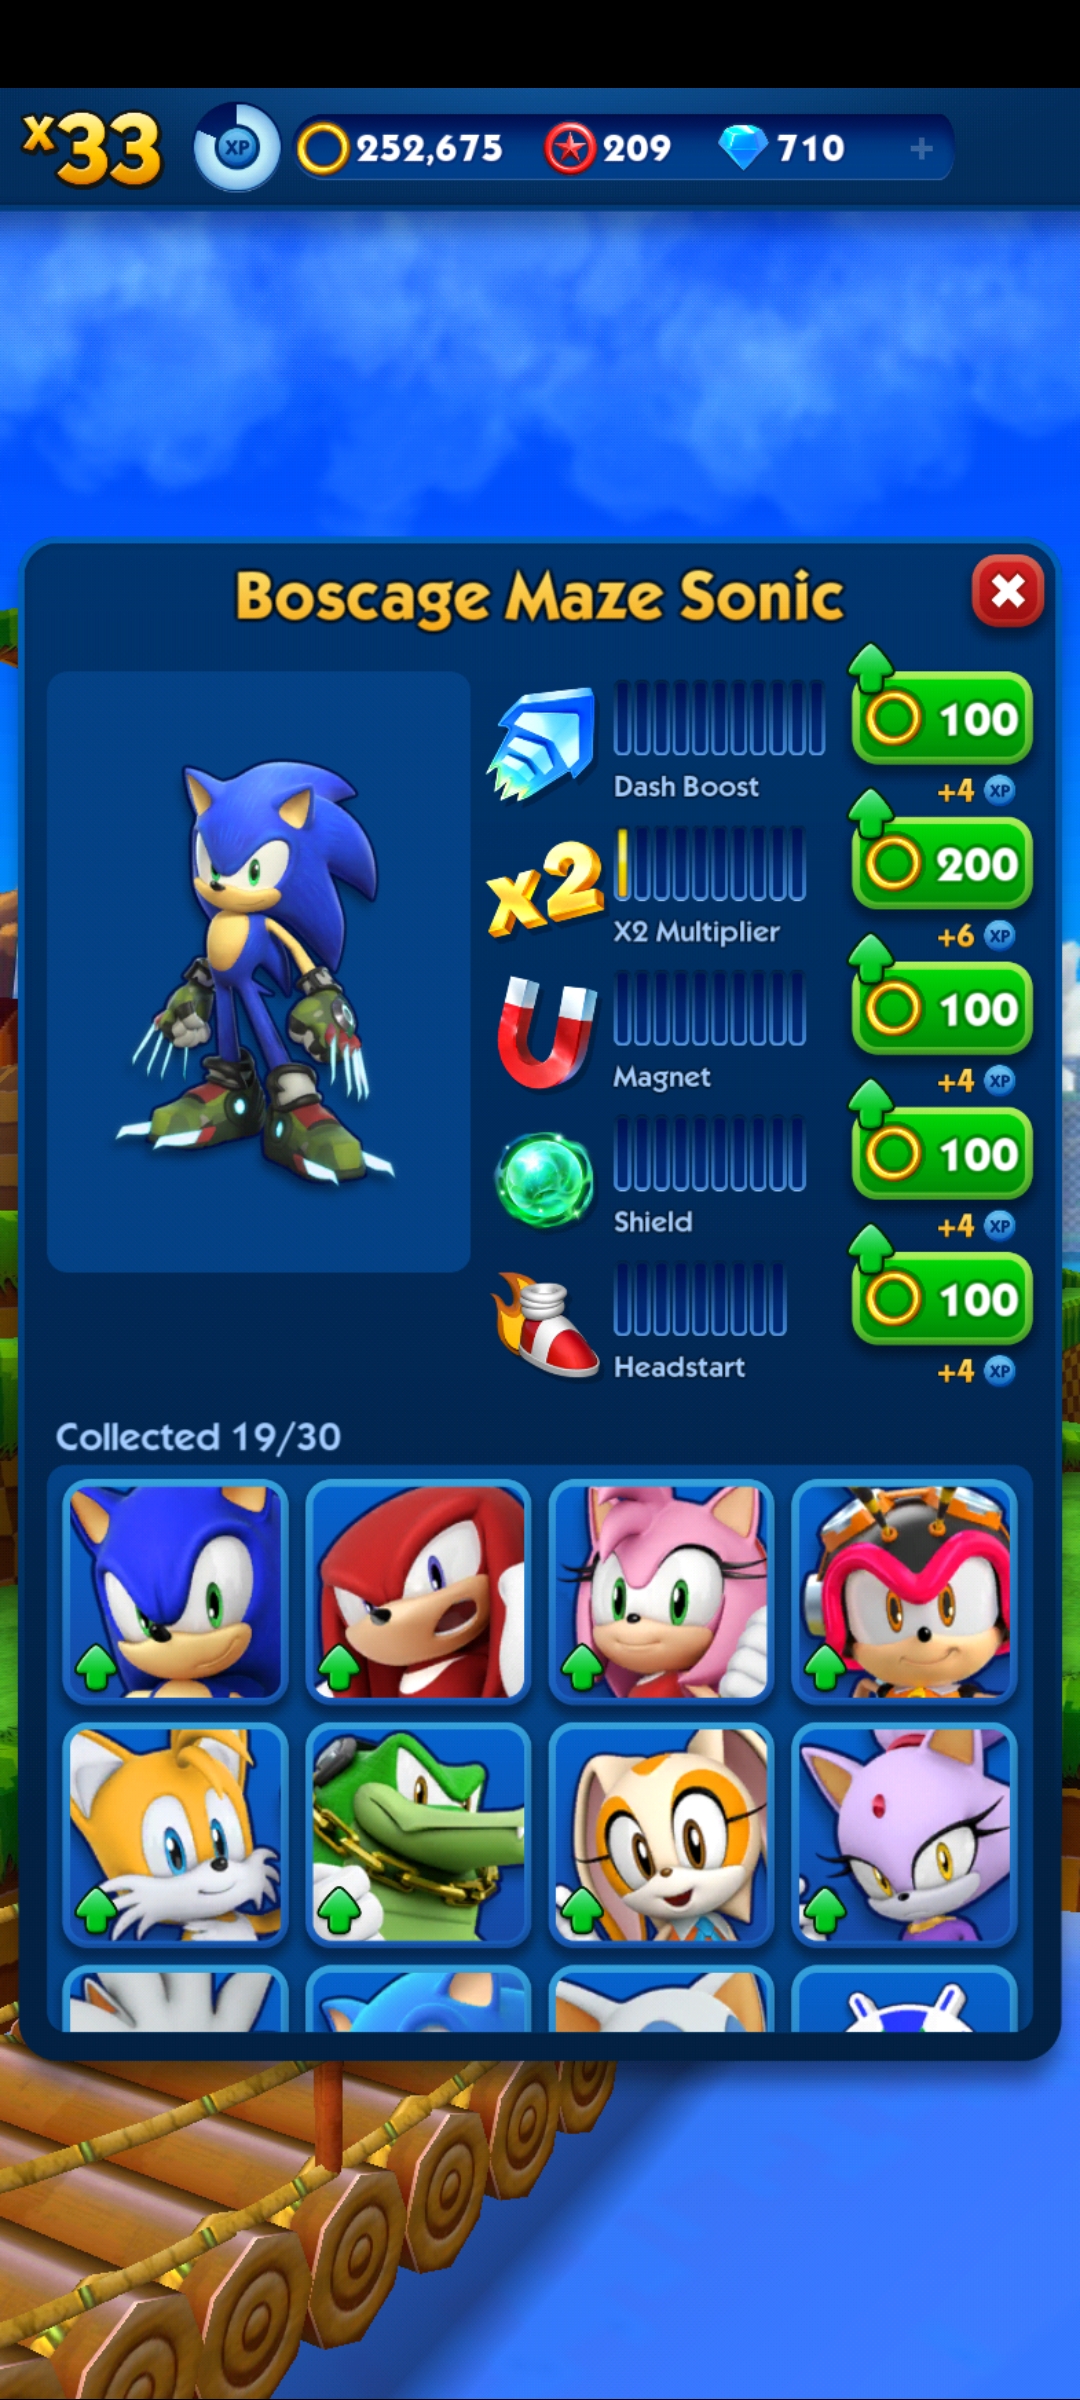 x33
XP
252,675
209
710
+
Boscage Maze Sonic
100
Dash Boost
+4 XP
x2
200
X2 Multiplier
+6 XP
100
Magnet
+4 XP
100
Shield
+4 XP
100
Headstart
+4 XP
Collected 19/30